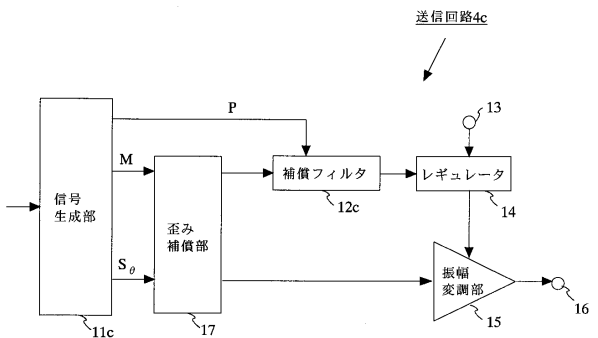 送信回路4c
P
13
M
信号
生成部
歪み
補償部
補償フィルタ
12c
レギュレータ
14
Sθ
振幅
変調部
11c
17
15
16